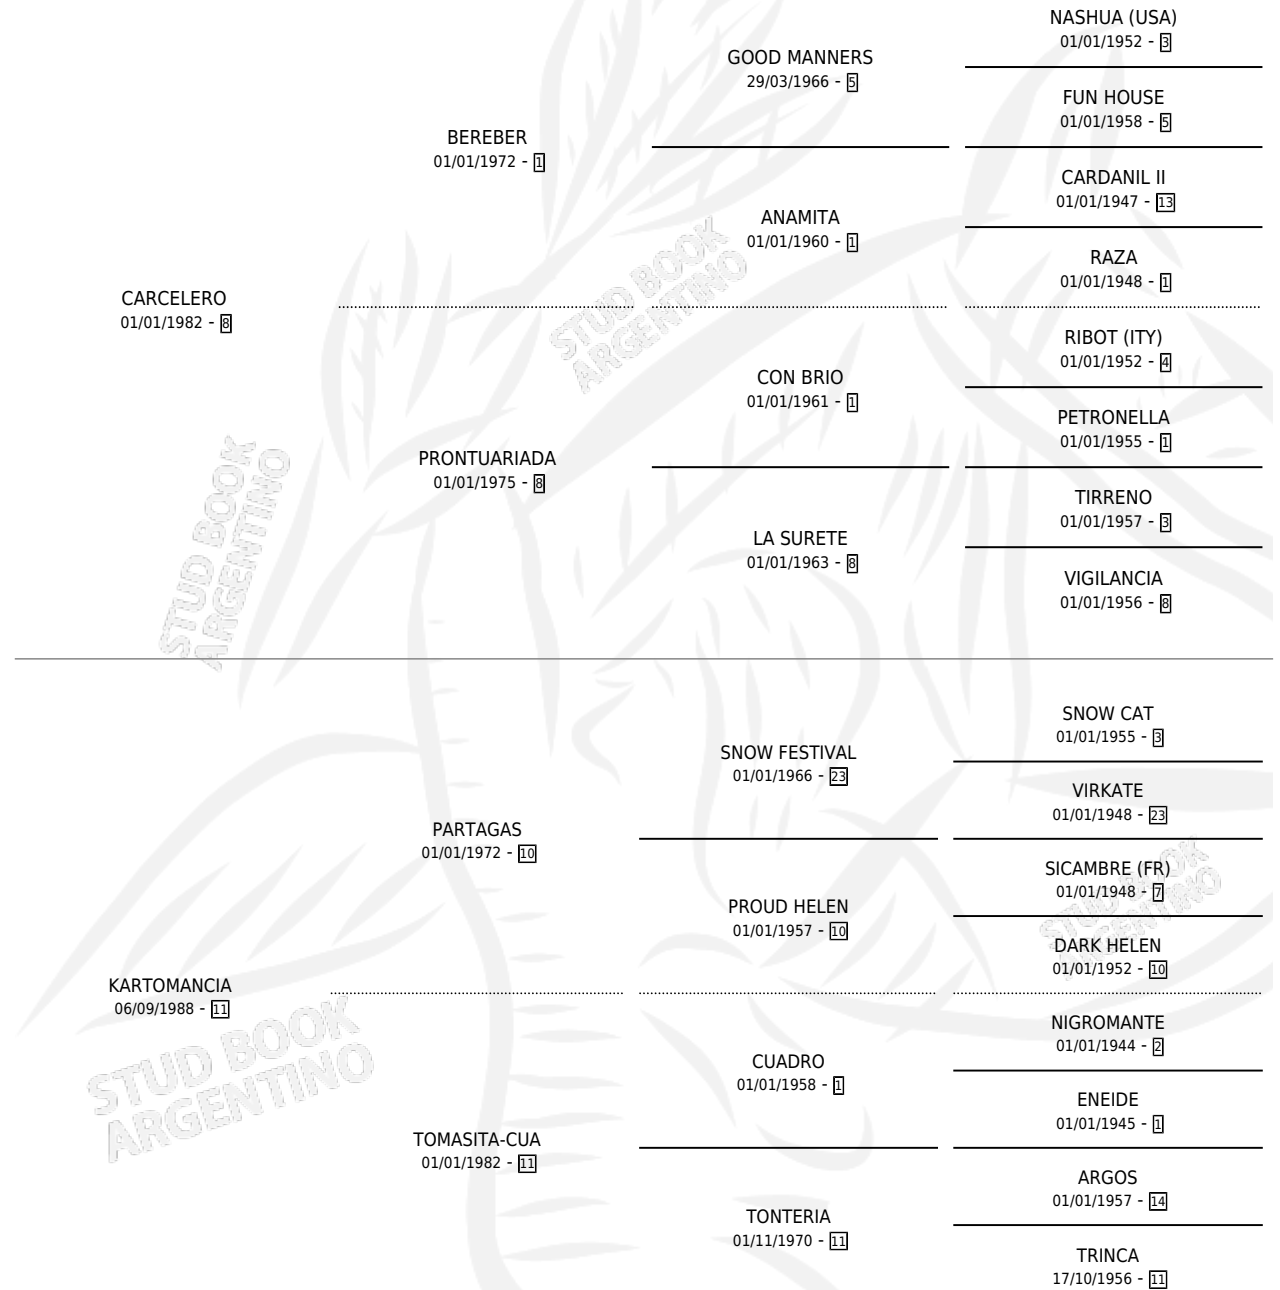 NASHUA (USA)
01/01/1952 - 3
GOOD MANNERS
29/03/1966 - 5
FUN HOUSE
01/01/1958 - 5
BEREBER
01/01/1972 - 1
CARDANIL II
01/01/1947 - 13
ANAMITA
01/01/1960 - 1
RAZA
01/01/1948 - 1
CARCELERO
01/01/1982 - 8
STUD BOOK
ARGENTINO
RIBOT (ITY)
01/01/1952 - 4
CON BRIO
01/01/1961 - 1
PETRONELLA
01/01/1955 - 1
PRONTUARIADA
01/01/1975 - 8
TIRRENO
01/01/1957 - 3
LA SURETE
01/01/1963 - 8
VIGILANCIA
01/01/1956 - 8
STUD BOOK
ARGENTINO
SNOW CAT
01/01/1955 - 3
SNOW FESTIVAL
01/01/1966 - 23
VIRKATE
01/01/1948 - 23
PARTAGAS
01/01/1972 - 10
SICAMBRE (FR)
01/01/1948 - 7
PROUD HELEN
01/01/1957 - 10
STUD BOOK
ARGENTINO
DARK HELEN
01/01/1952 - 10
KARTOMANCIA
06/09/1988 - 11
STUD BOOK
ARGENTINO
NIGROMANTE
01/01/1944 - 2
CUADRO
01/01/1958 - 1
ENEIDE
01/01/1945 - 1
TOMASITA-CUA
01/01/1982 - 11
ARGOS
01/01/1957 - 14
TONTERIA
01/11/1970 - 11
TRINCA
17/10/1956 - 11